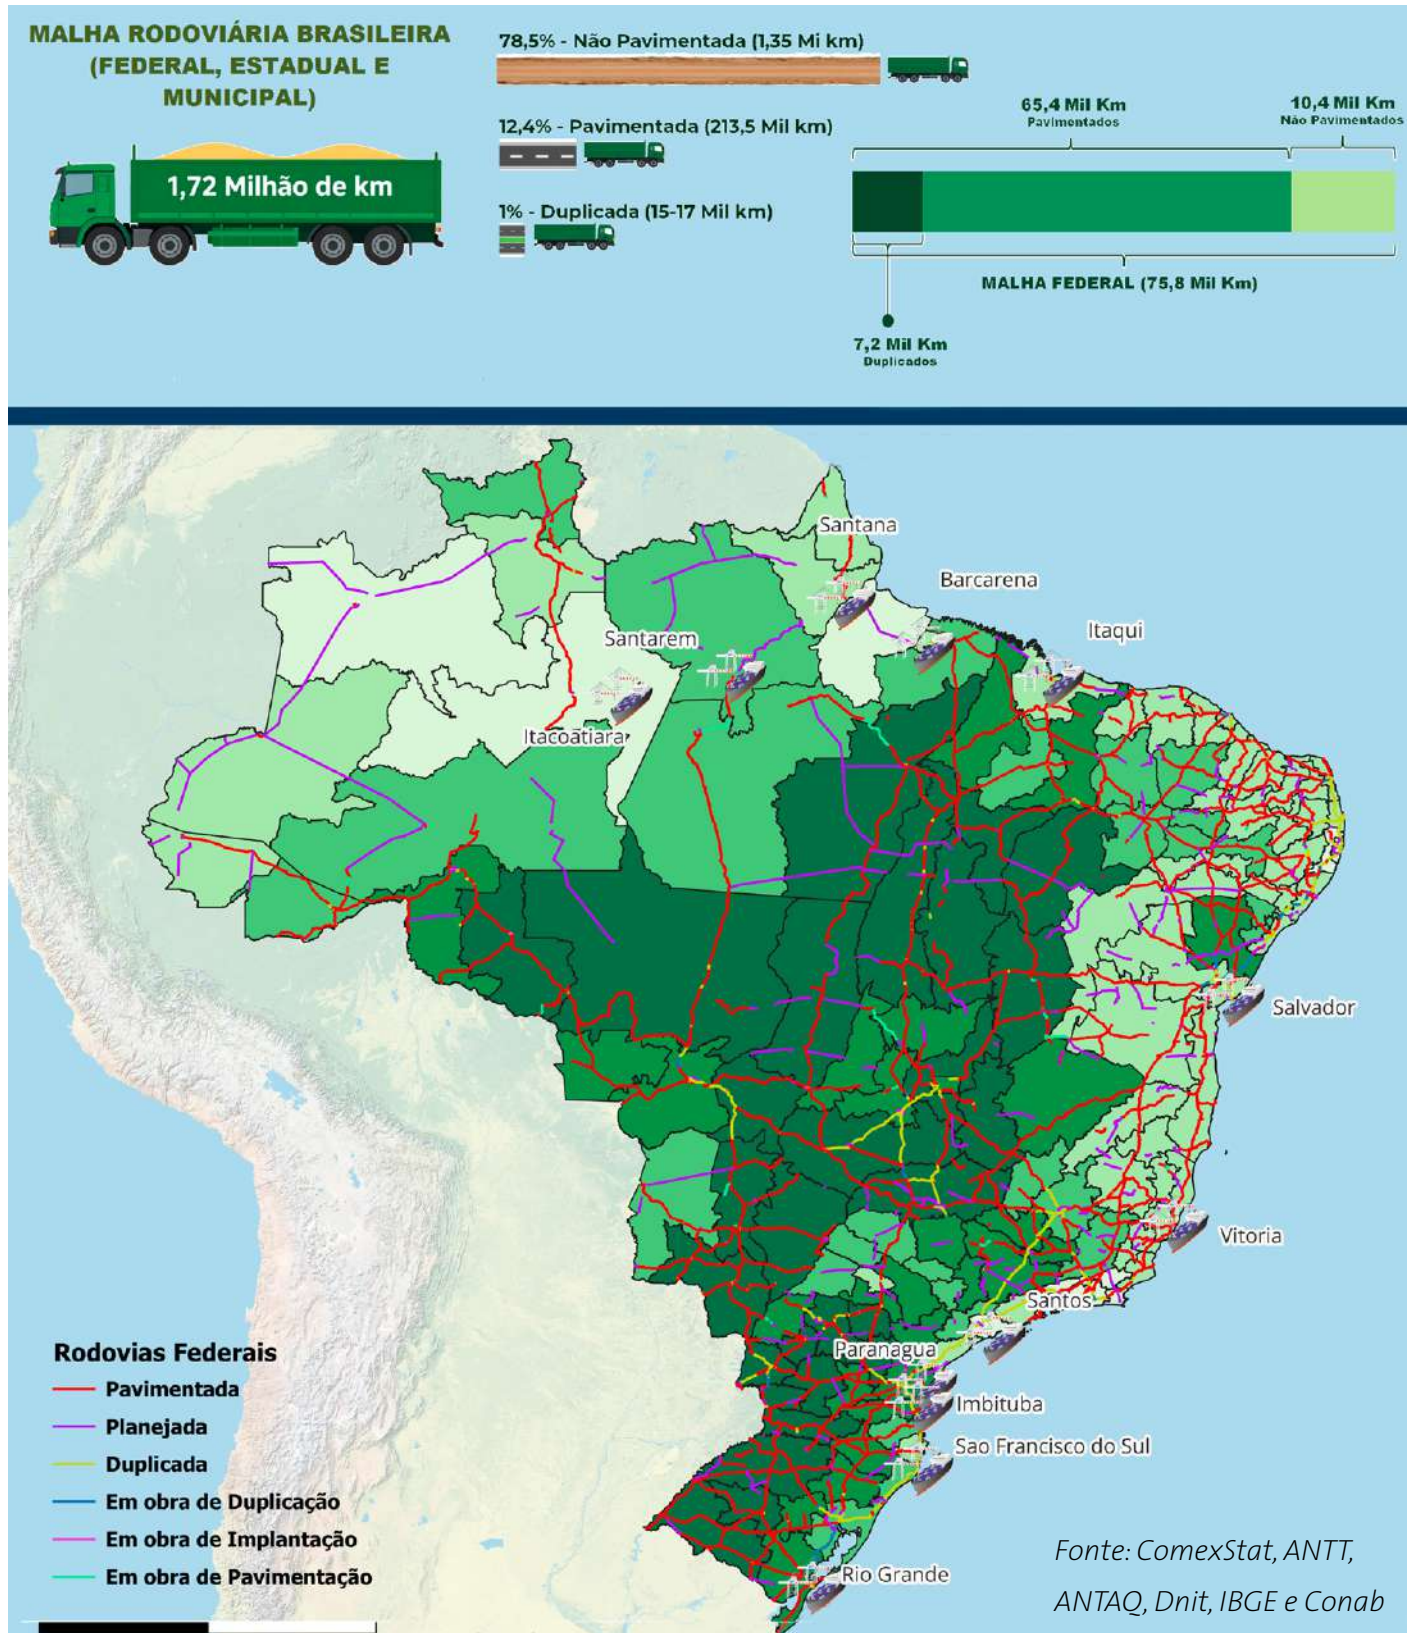 MALHA RODOVIÁRIA BRASILEIRA
(FEDERAL, ESTADUAL E
MUNICIPAL)
1,72 Milhão de km
78,5% - Não Pavimentada (1,35 Mi km)
12,4% - Pavimentada (213,5 Mil km)
1% - Duplicada (15-17 Mil km)
65,4 Mil Km
Pavimentados
10,4 Mil Km
Não Pavimentados
MALHA FEDERAL (75,8 Mil Km)
7,2 Mil Km
Duplicados
Santana
Barcarena
Itaqui
Santarem
Itacoatiara
Salvador
Vitoria
Santos
Paranagua
Imbituba
Sao Francisco do Sul
Rio Grande
Rodovias Federais
Pavimentada
Planejada
Duplicada
Em obra de Duplicação
Em obra de Implantação
Em obra de Pavimentação
Fonte: ComexStat, ANTT,
ANTAQ, Dnit, IBGE e Conab